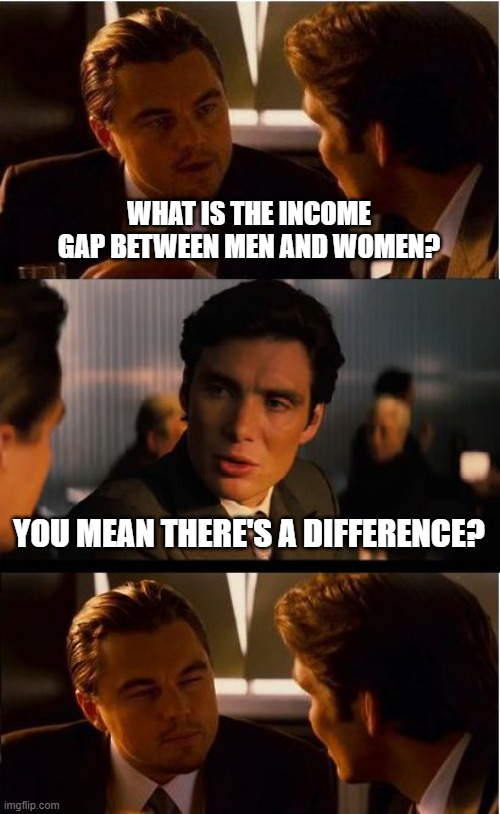 WHAT IS THE INCOME
GAP BETWEEN MEN AND WOMEN?
YOU MEAN THERE'S A DIFFERENCE?
imgflip.com